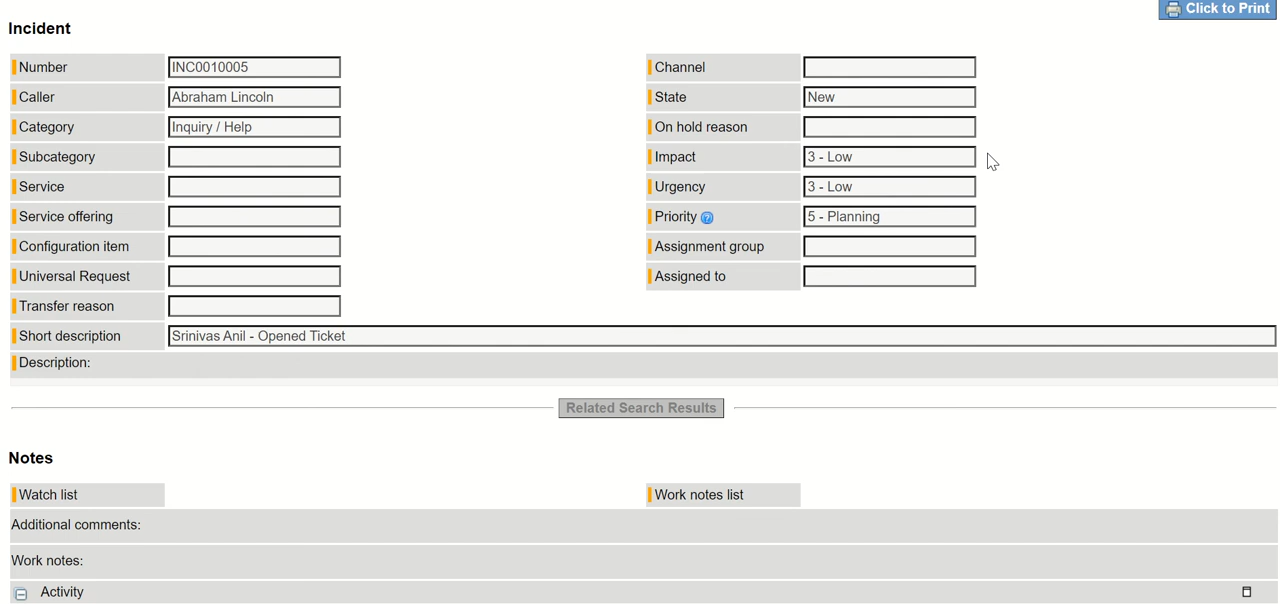 Click to Print
Incident
Number INC0010005 Channel
Caller Abraham Lincoln State New
Category Inquiry / Help On hold reason
Subcategory Impact 3 - Low
Service Urgency 3 - Low
Service offering Priority ? 5 - Planning
Configuration item Assignment group
Universal Request Assigned to
Transfer reason
Short description Srinivas Anil - Opened Ticket
Description:
Related Search Results
Notes
Watch list Work notes list
Additional comments:
Work notes:
Activity